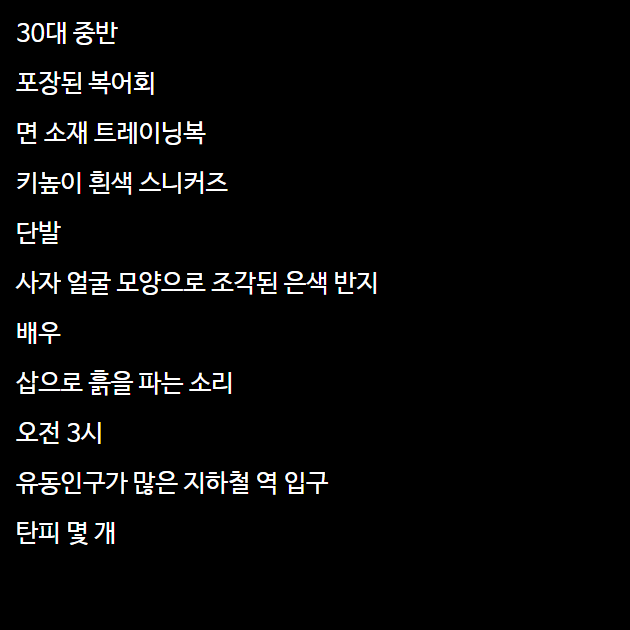 30대 중반
포장된 복어회
면 소재 트레이닝복
키높이 흰색 스니커즈
단발
사자 얼굴 모양으로 조각된 은색 반지
배우
삽으로 흙을 파는 소리
오전 3시
유동인구가 많은 지하철 역 입구
탄피 몇 개